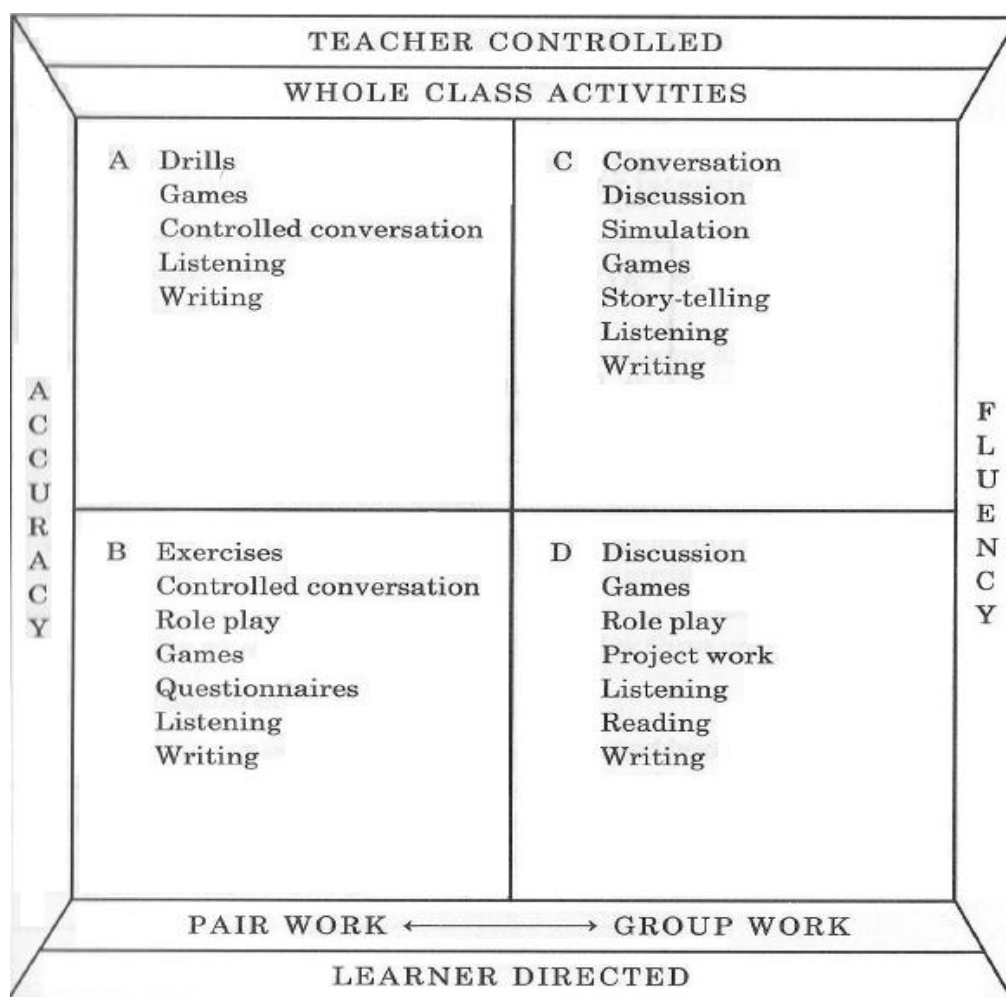 TEACHER CONTROLLED
WHOLE CLASS ACTIVITIES
A Drills
Games
Controlled conversation
Listening
Writing
C Conversation
Discussion
Simulation
Games
Story-telling
Listening
Writing
ACCURACY
FLUENCY
B Exercises
Controlled conversation
Role play
Games
Questionnaires
Listening
Writing
D Discussion
Games
Role play
Project work
Listening
Reading
Writing
PAIR WORK ←→ GROUP WORK
LEARNER DIRECTED